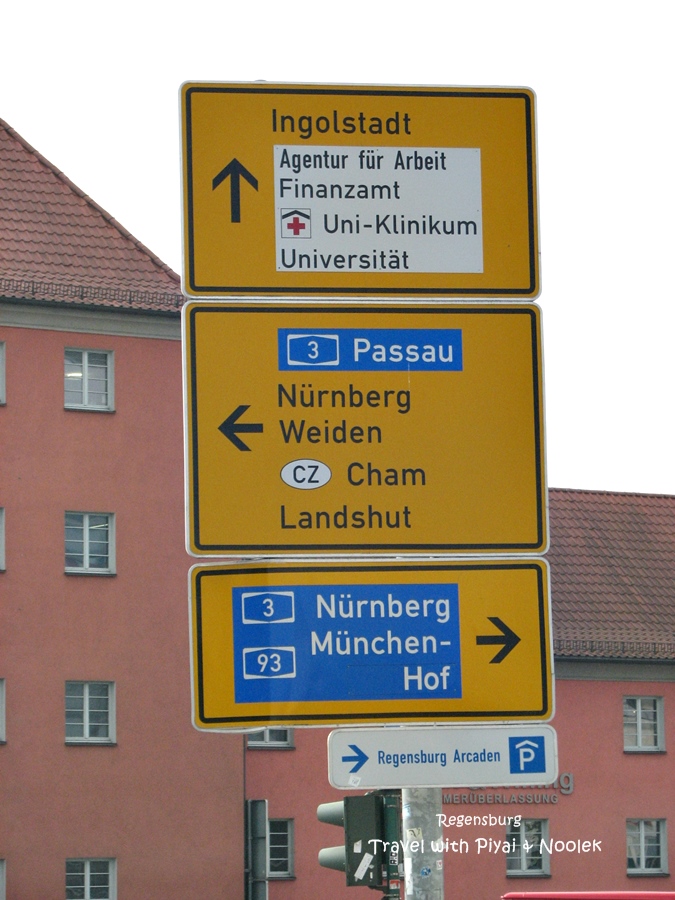 Ingolstadt
Agentur für Arbeit
Finanzamt
Uni-Klinikum
Universität
3 Passau
Nürnberg
Weiden
CZ Cham
Landshut
3 Nürnberg
93 München-
Hof
Regensburg Arcaden P
MERÜBERLASSUNG
Regensburg
Travel with Piyai & Noolek